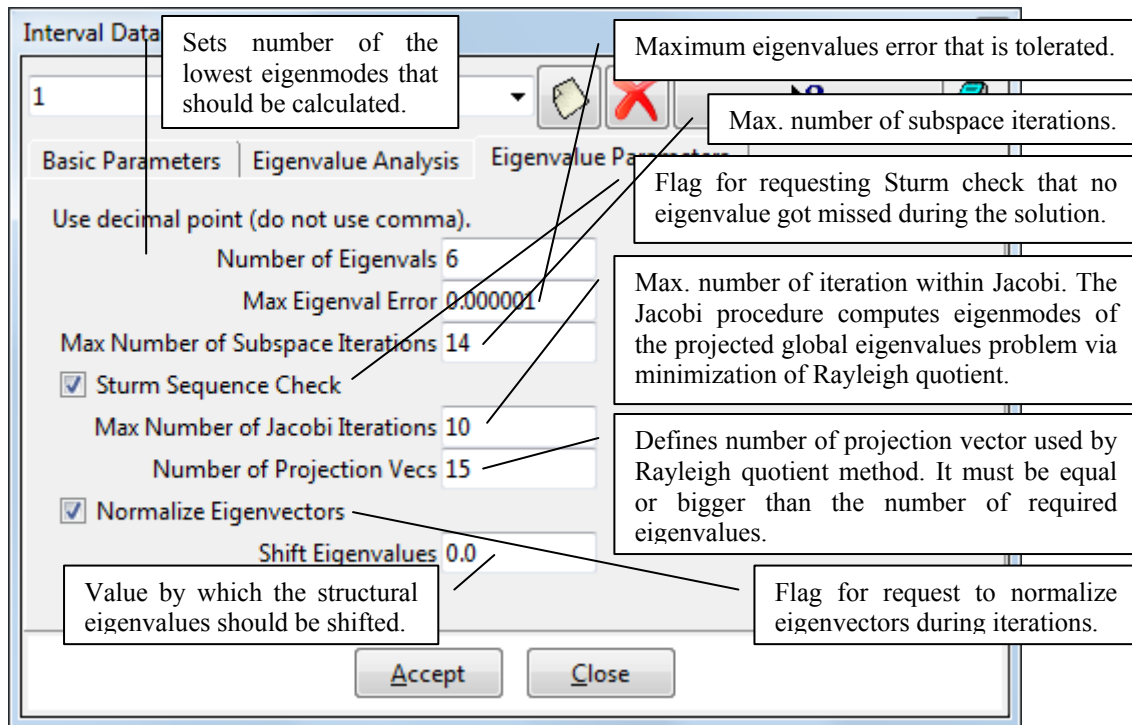 Interval Data
Sets number of the
lowest eigenmodes that
should be calculated.
Maximum eigenvalues error that is tolerated.
1
Max. number of subspace iterations.
Basic Parameters
Eigenvalue Analysis
Eigenvalue Parameters
Flag for requesting Sturm check that no
eigenvalue got missed during the solution.
Use decimal point (do not use comma).
Number of Eigenvals 6
Max Eigenval Error 0.000001
Max Number of Subspace Iterations 14
Sturm Sequence Check
Max Number of Jacobi Iterations 10
Number of Projection Vecs 15
Normalize Eigenvectors
Shift Eigenvalues 0.0
Max. number of iteration within Jacobi. The
Jacobi procedure computes eigenmodes of
the projected global eigenvalues problem via
minimization of Rayleigh quotient.
Defines number of projection vector used by
Rayleigh quotient method. It must be equal
or bigger than the number of required
eigenvalues.
Value by which the structural
eigenvalues should be shifted.
Flag for request to normalize
eigenvectors during iterations.
Accept
Close